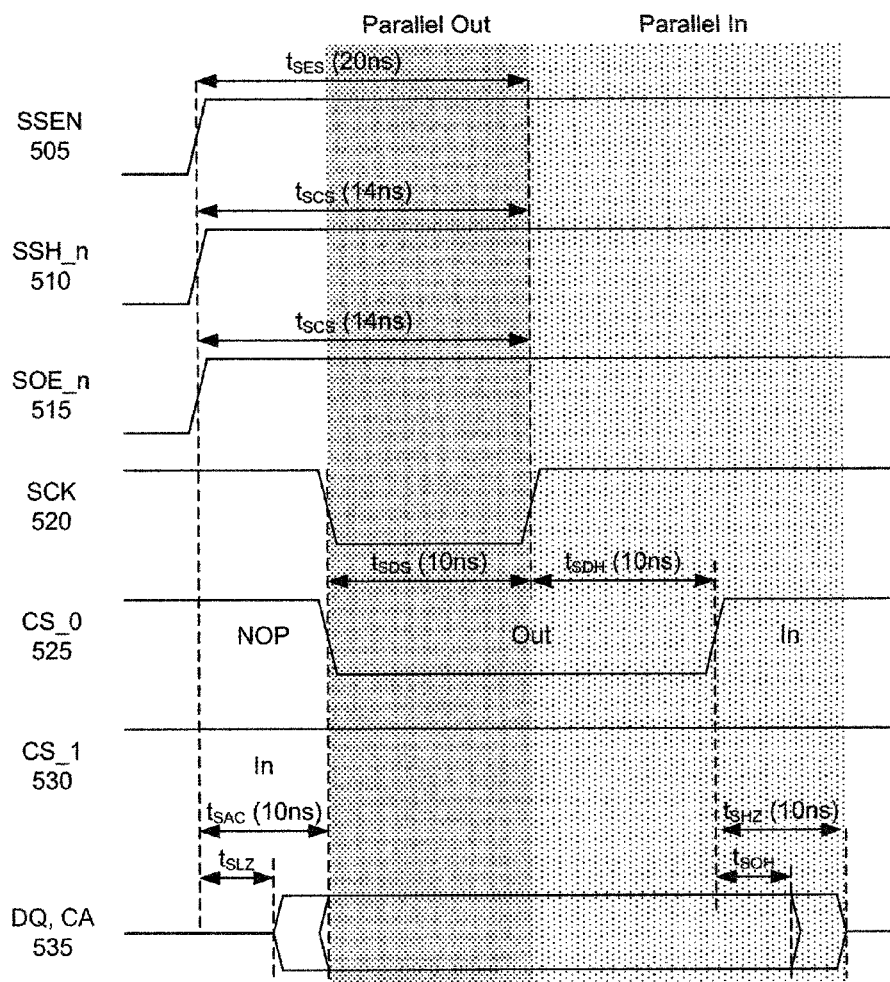 Parallel Out Parallel In
tSES (20ns)
SSEN
505
tSCS (14ns)
SSH_n
510
tSCS (14ns)
SOE_n
515
SCK
520
tSDS (10ns) tSDH (10ns)
CS_0
525
NOP Out In
CS_1
530
In
tSAC (10ns) tSHZ (10ns)
tSLZ tSOH
DQ, CA
535